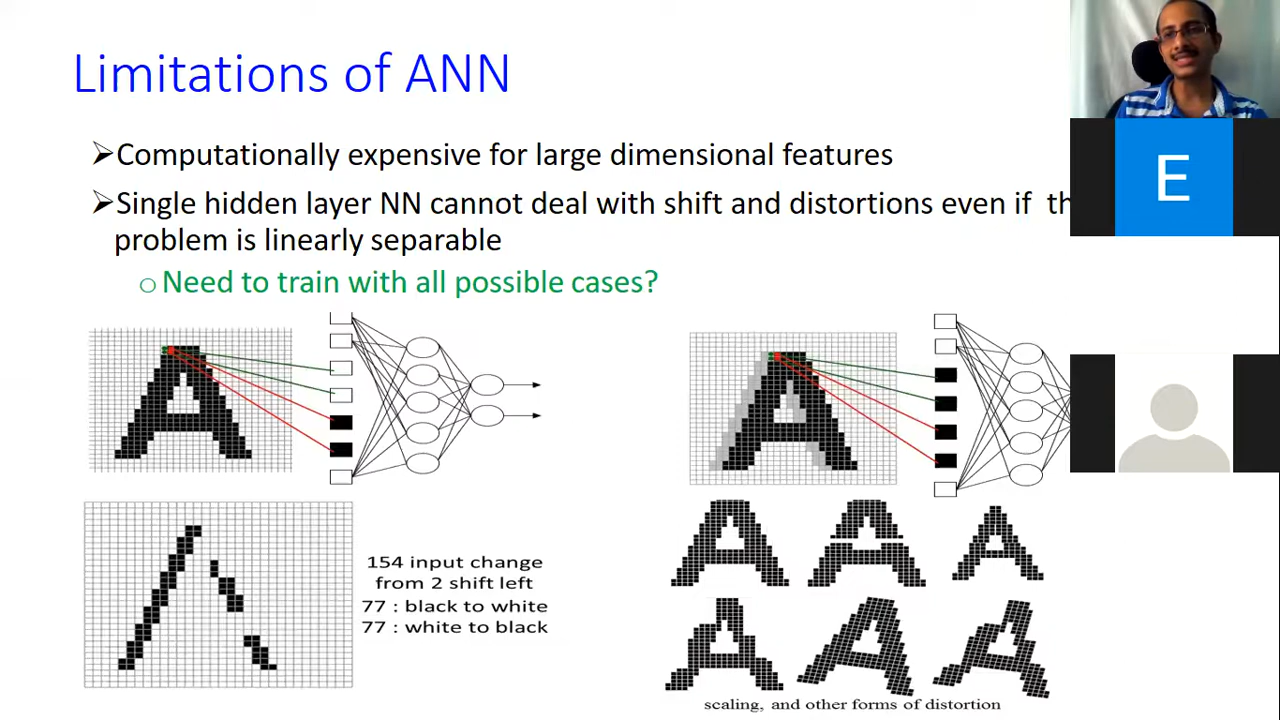 Limitations of ANN
➢Computationally expensive for large dimensional features
➢Single hidden layer NN cannot deal with shift and distortions even if
problem is linearly separable
○Need to train with all possible cases?
154 input change
from 2 shift left
77 : black to white
77 : white to black
scaling, and other forms of distortion
E